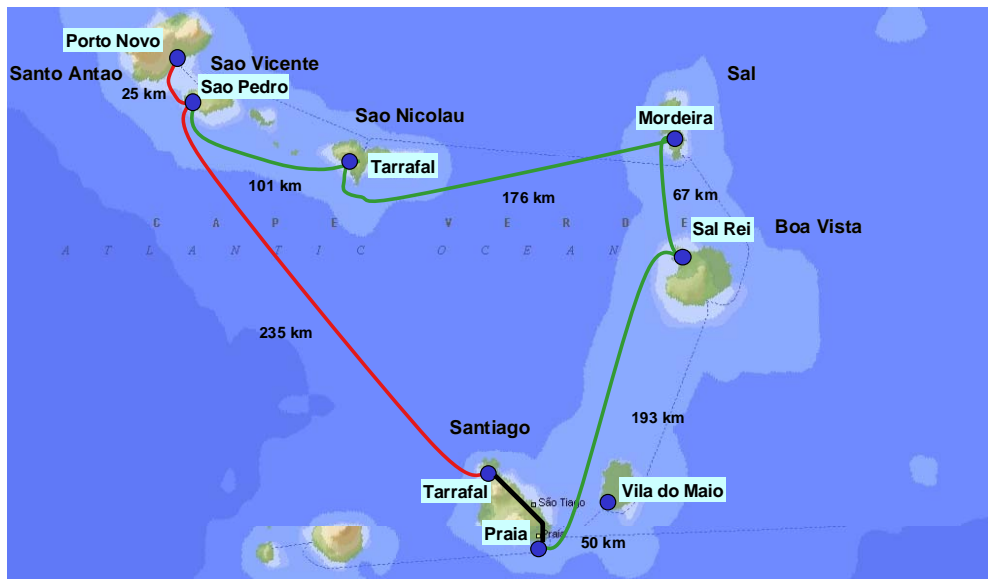 Porto Novo
Sao Vicente
Sal
Santo Antao
Sao Pedro
25 km
Sao Nicolau
Mordeira
Tarrafal
101 km
176 km
67 km
C A P E V E R D E
Sal Rei
Boa Vista
A T L A N T I C O C E A N
235 km
193 km
Santiago
Tarrafal
Vila do Maio
São Tiago
Praia
Praia
50 km